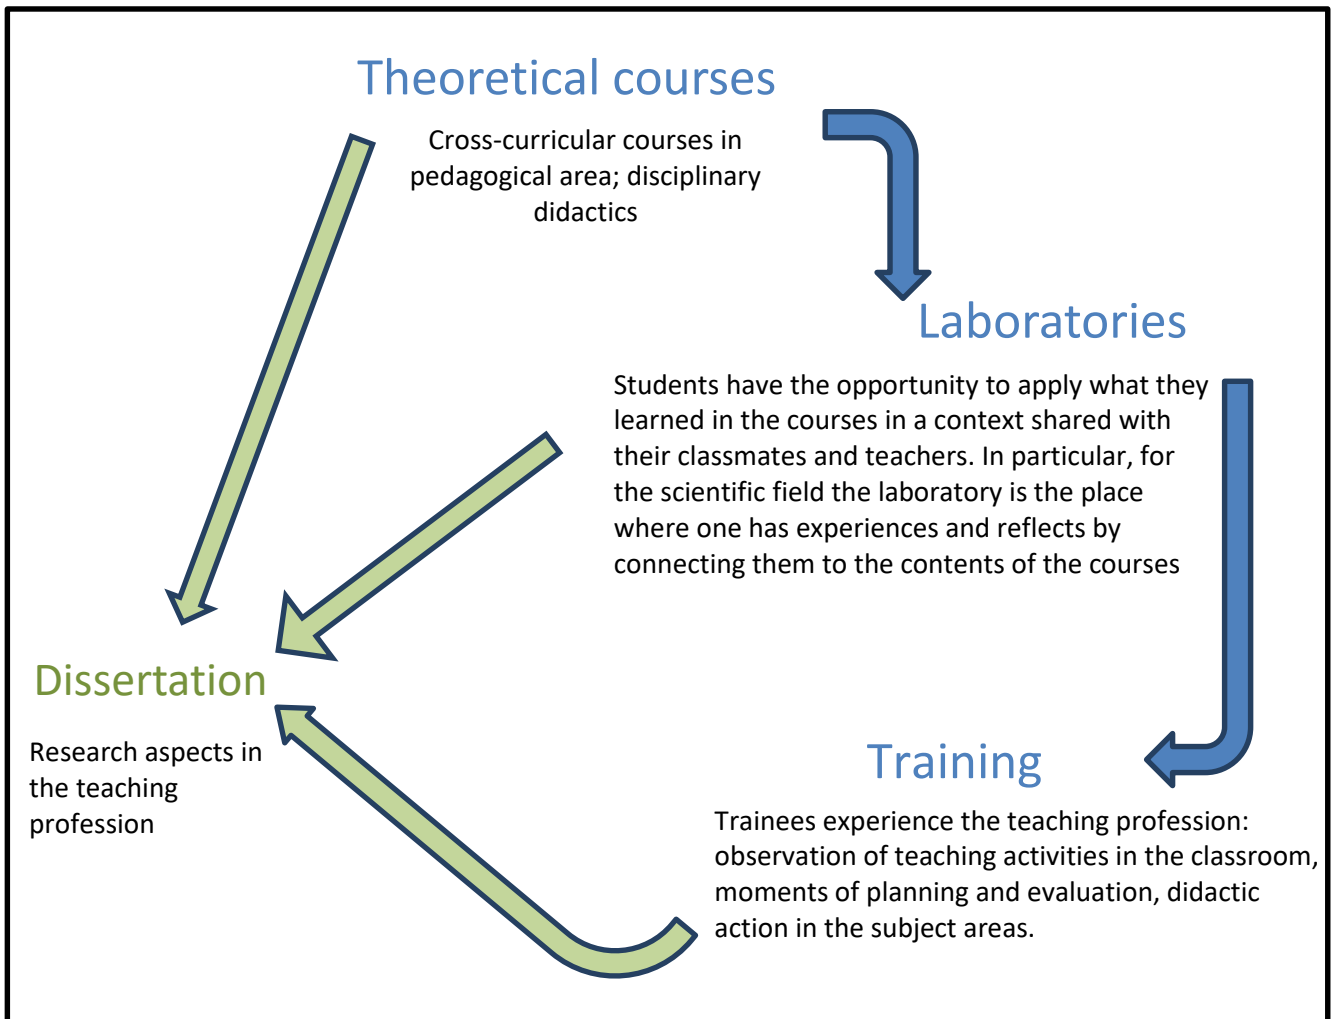 Theoretical courses
Cross-curricular courses in
pedagogical area; disciplinary
didactics
Laboratories
Students have the opportunity to apply what they
learned in the courses in a context shared with
their classmates and teachers. In particular, for
the scientific field the laboratory is the place
where one has experiences and reflects by
connecting them to the contents of the courses
Dissertation
Research aspects in
the teaching
profession
Training
Trainees experience the teaching profession:
observation of teaching activities in the classroom,
moments of planning and evaluation, didactic
action in the subject areas.